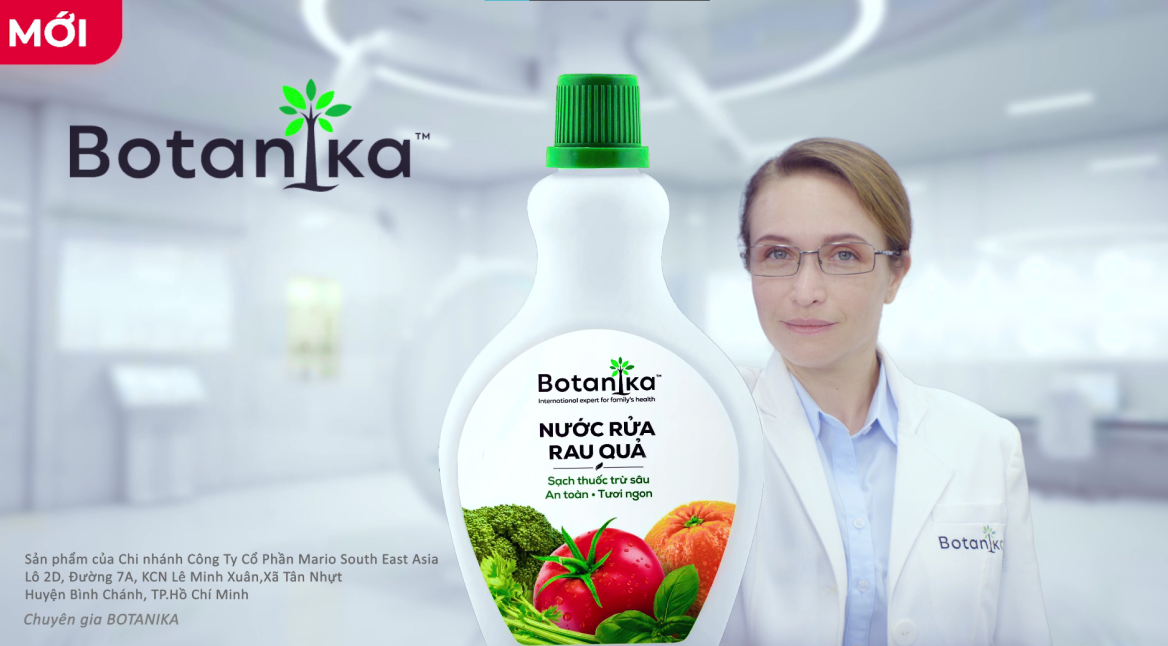 MỚI
Botanika™
Botanika™
International expert for family's health
NƯỚC RỬA
RAU QUẢ
Sạch thuốc trừ sâu
An toàn • Tươi ngon
Botanika
Sản phẩm của Chi nhánh Công Ty Cổ Phần Mario South East Asia
Lô 2D, Đường 7A, KCN Lê Minh Xuân,Xã Tân Nhựt
Huyện Bình Chánh, TP.Hồ Chí Minh
Chuyên gia BOTANIKA